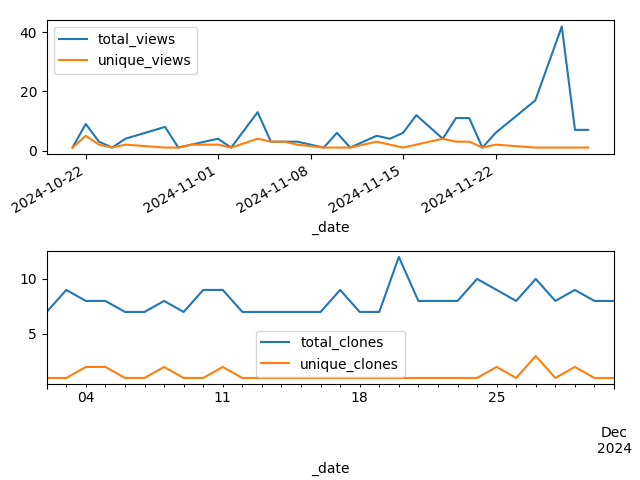 40
20
0
total_views
unique_views
2024-10-22
2024-11-01
2024-11-08
2024-11-15
2024-11-22
_date
10
5
total_clones
unique_clones
04
11
18
25
Dec
2024
_date